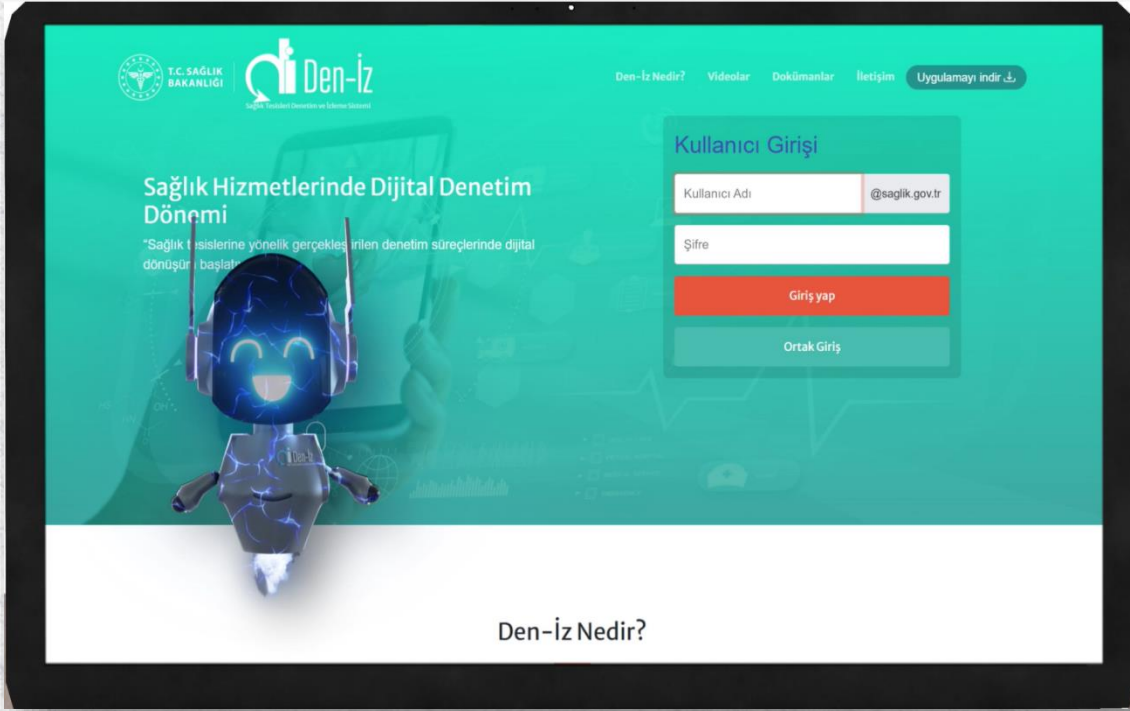 T.C. SAĞLIK
BAKANLIĞI
Den-İz
Sağlık Tesisleri Denetim ve İzleme Sistemi
Den-İz Nedir?
Videolar
Dokümanlar
İletişim
Uygulamayı indir
Sağlık Hizmetlerinde Dijital Denetim
Dönemi
"Sağlık tesislerine yönelik gerçekleştirilen denetim süreçlerinde dijital
dönüşüm
Kullanıcı Girişi
Kullanıcı Adı
@saglik.gov.tr
Şifre
Giriş yap
Ortak Giriş
Den-İz
Den-İz Nedir?